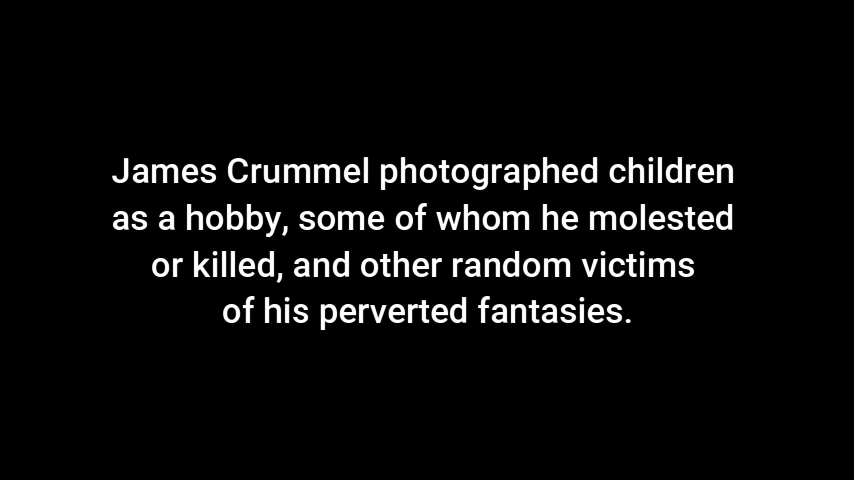 James Crummel photographed children
as a hobby, some of whom he molested
or killed, and other random victims
of his perverted fantasies.